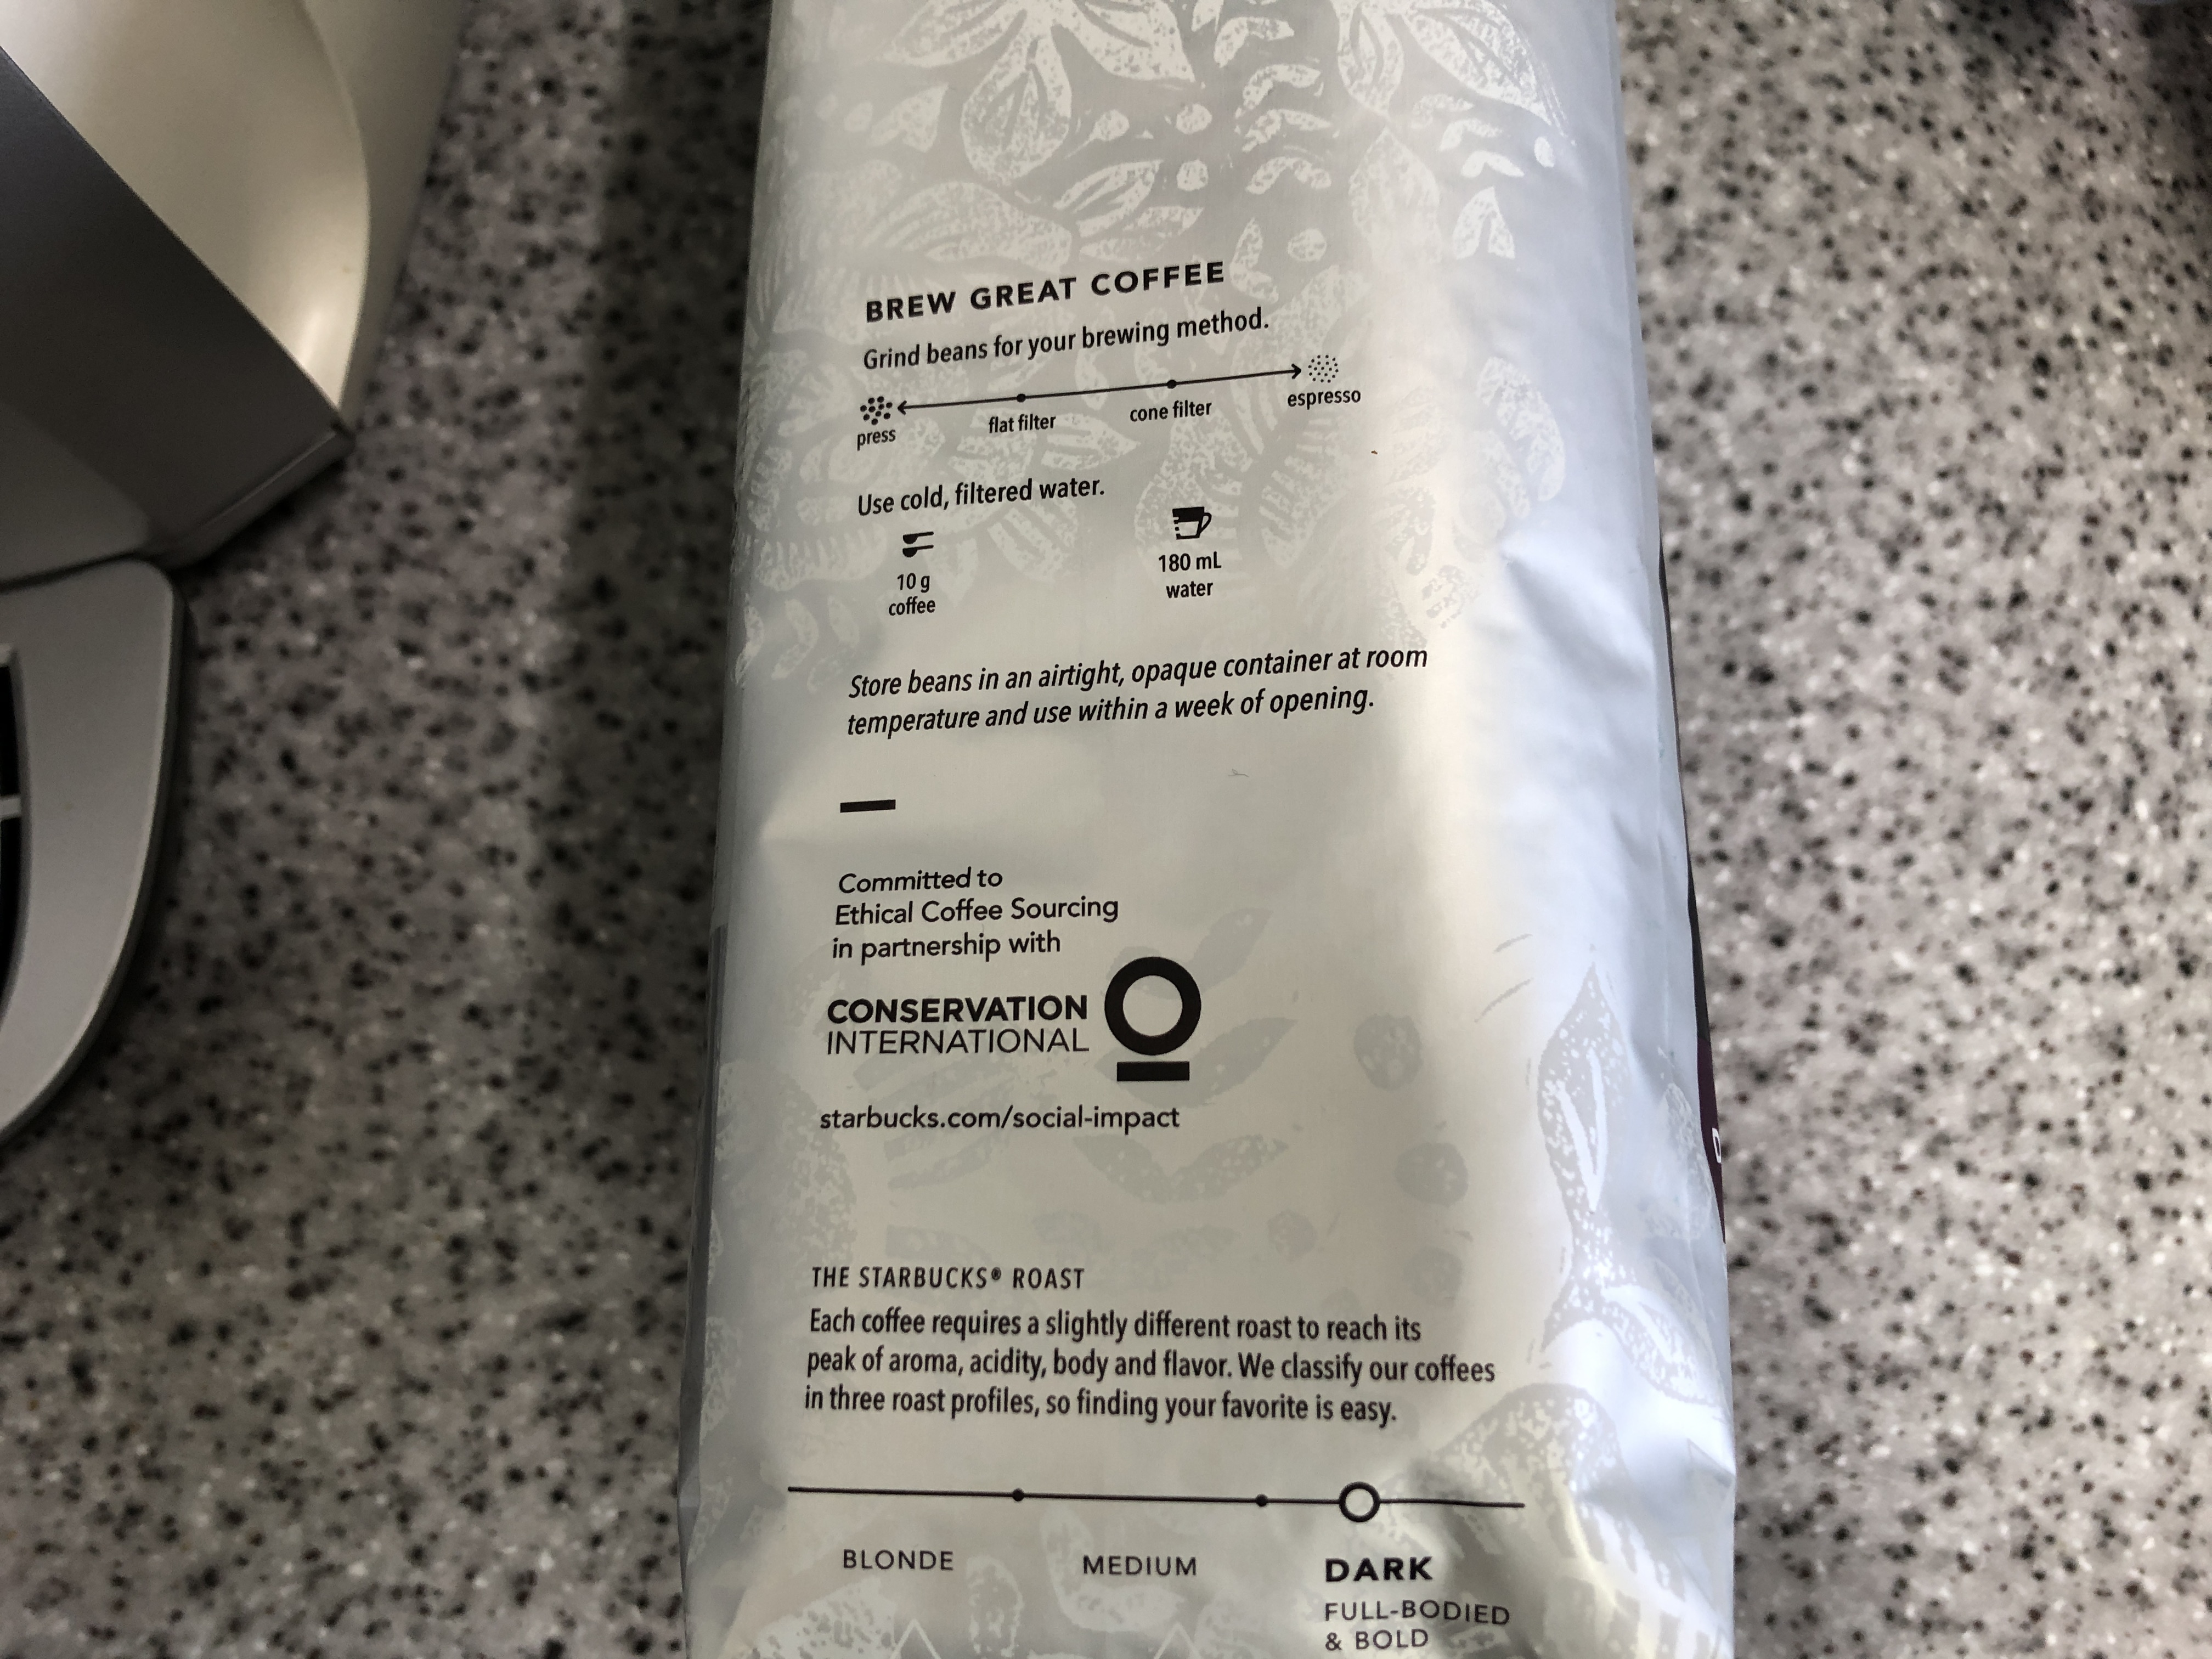 BREW GREAT COFFEE
Grind beans for your brewing method.
press
flat filter
cone filter
espresso
Use cold, filtered water.
10 g
coffee
180 mL
water
Store beans in an airtight, opaque container at room
temperature and use within a week of opening.
Committed to
Ethical Coffee Sourcing
in partnership with
CONSERVATION
INTERNATIONAL
starbucks.com/social-impact
THE STARBUCKS® ROAST
Each coffee requires a slightly different roast to reach its
peak of aroma, acidity, body and flavor. We classify our coffees
in three roast profiles, so finding your favorite is easy.
BLONDE
MEDIUM
DARK
FULL-BODIED
& BOLD